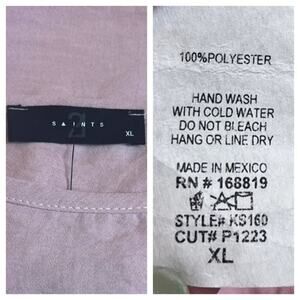 2
SAINTS
XL
100%POLYESTER
HAND WASH
WITH COLD WATER
DO NOT BLEACH
HANG OR LINE DRY
MADE IN MEXICO
RN # 168819
STYLE# KS160
CUT# P1223
XL